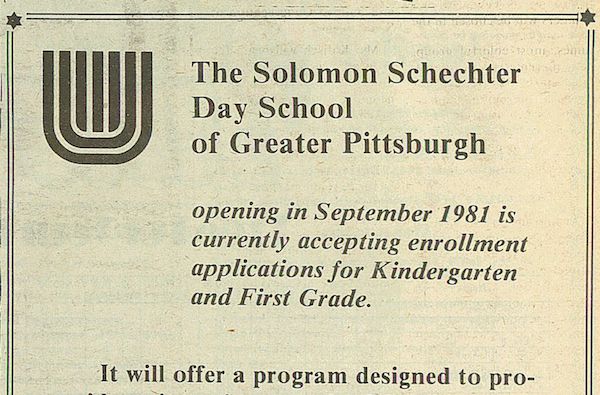 The Solomon Schechter
Day School
of Greater Pittsburgh
opening in September 1981 is
currently accepting enrollment
applications for Kindergarten
and First Grade.
It will offer a program designed to pro-